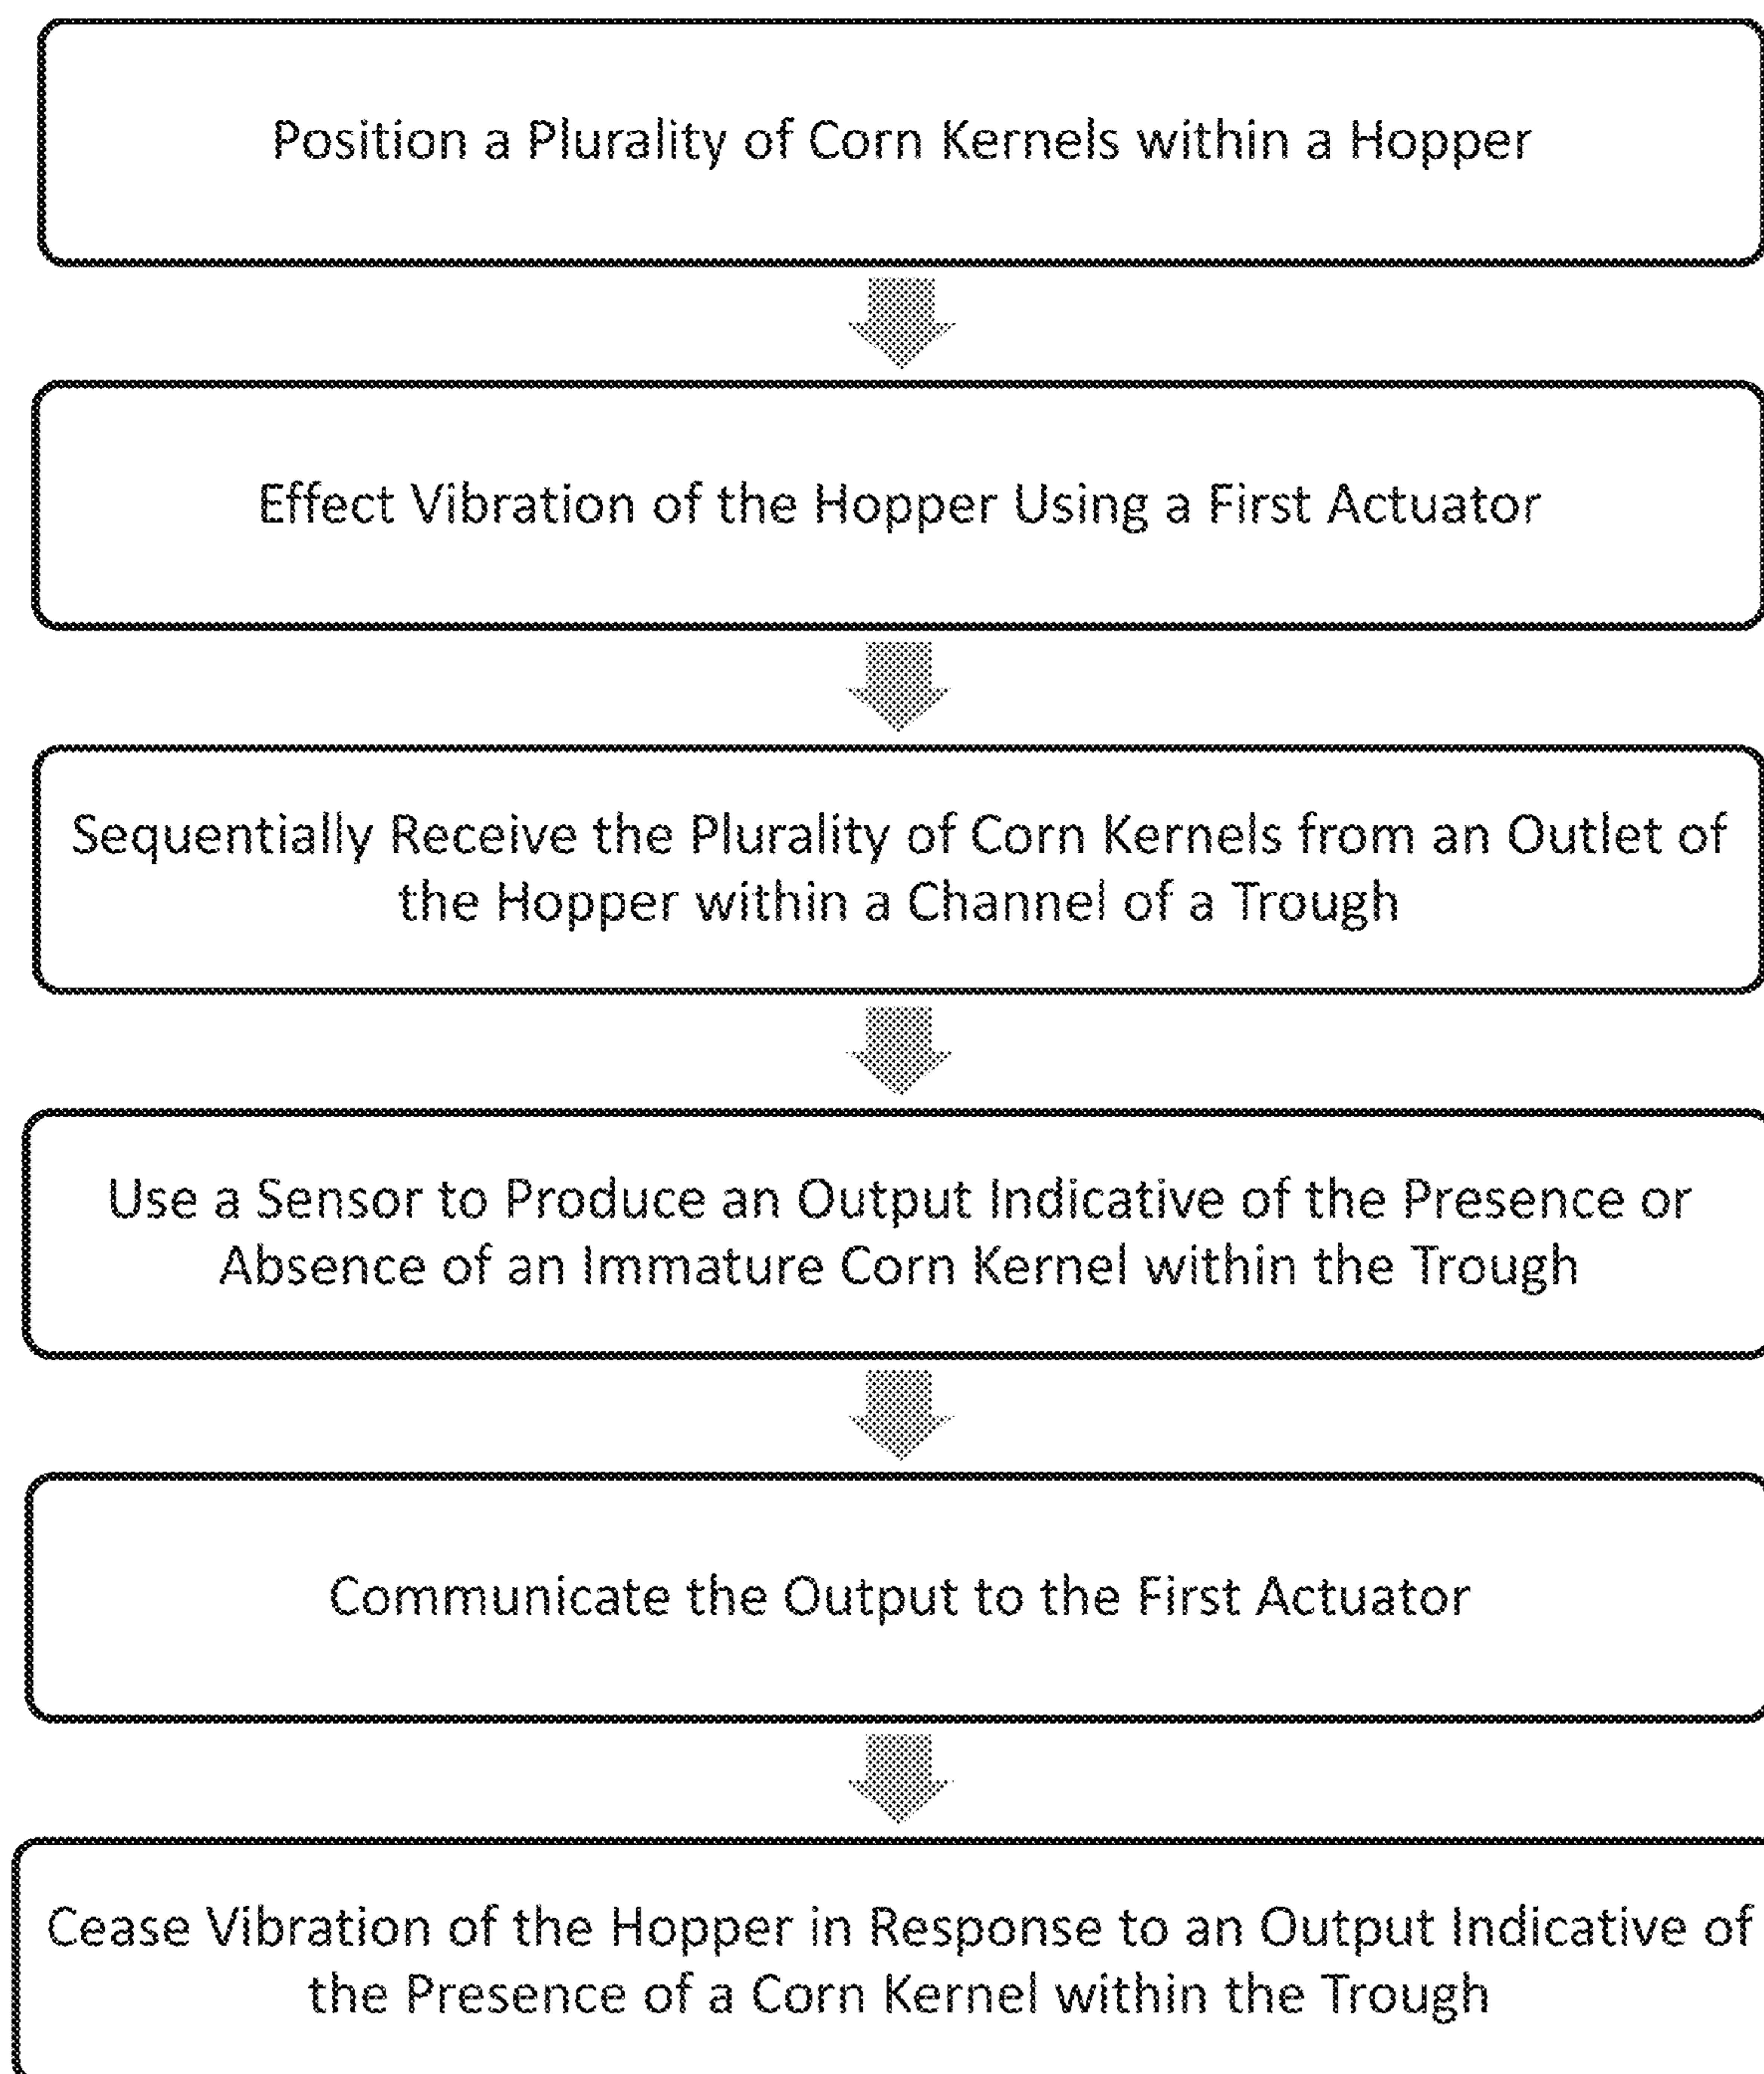 Position a Plurality of Corn Kernels within a Hopper
Effect Vibration of the Hopper Using a First Actuator
Sequentially Receive the Plurality of Corn Kernels from an Outlet of
the Hopper within a Channel of a Trough
Use a Sensor to Produce an Output Indicative of the Presence or
Absence of an Immature Corn Kernel within the Trough
Communicate the Output to the First Actuator
Cease Vibration of the Hopper in Response to an Output Indicative of
the Presence of a Corn Kernel within the Trough